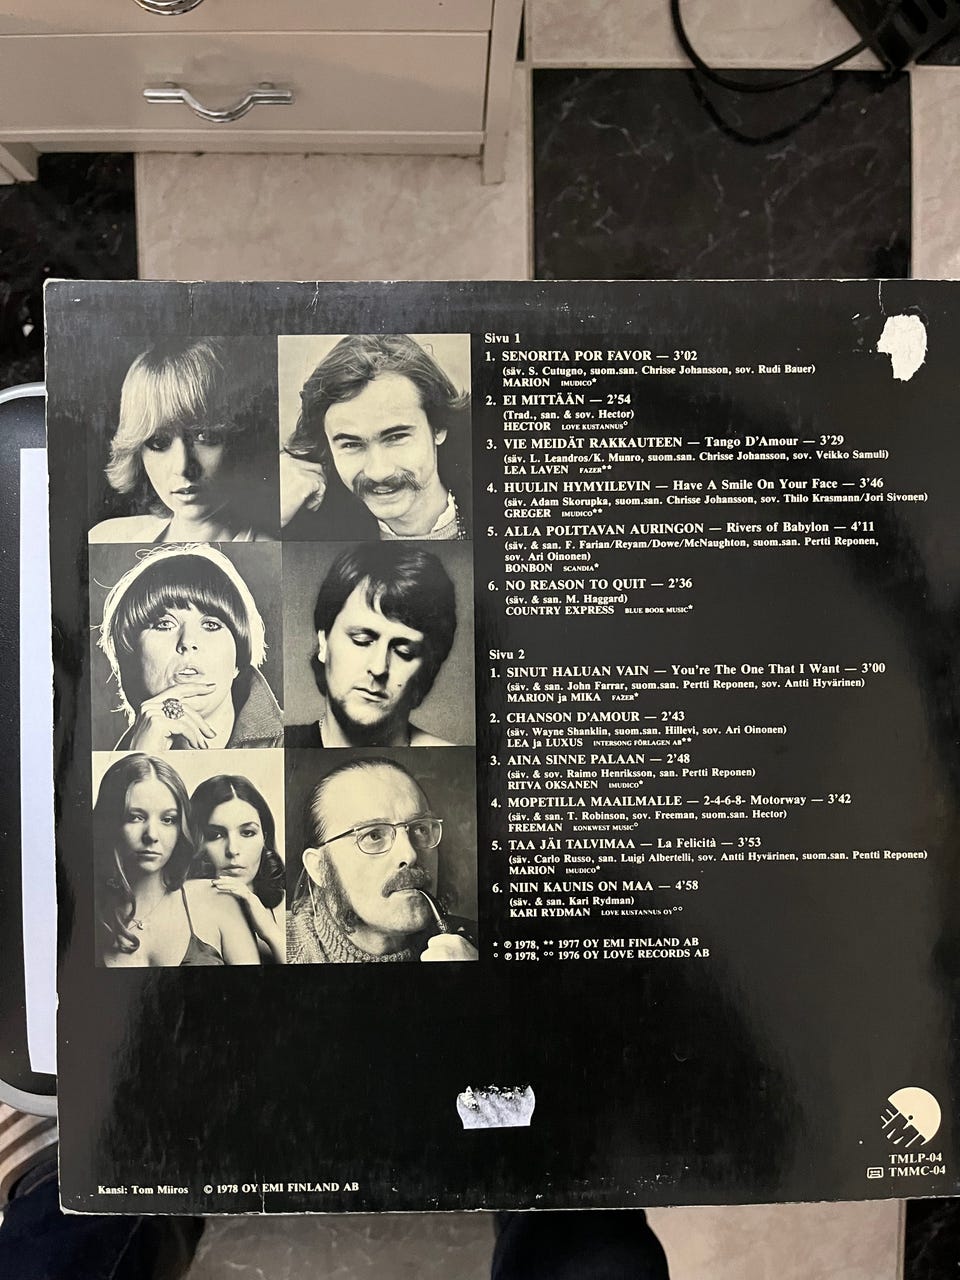 Sivu 1
1. SENORITA POR FAVOR — 3'02
(säv. S. Cutugno, suom.san. Chrisse Johansson, sov. Rudi Bauer)
MARION IMUDICO*
2. EI MITTÄÄN — 2'54
(Trad., san. & sov. Hector)
HECTOR LOVE KUSTANNUS°
3. VIE MEIDÄT RAKKAUTEEN — Tango D'Amour — 3'29
(säv. L. Leandros/K. Munro, suom.san. Chrisse Johansson, sov. Veikko Samuli)
LEA LAVEN FAZER**
4. HUULIN HYMYILEVIN — Have A Smile On Your Face — 3'46
(säv. Adam Skorupka, suom.san. Chrisse Johansson, sov. Thilo Krasmann/Jori Sivonen)
GREGER IMUDICO**
5. ALLA POLTTAVAN AURINGON — Rivers of Babylon — 4'11
(säv. & san. F. Farian/Reyam/Dowe/McNaughton, suom.san. Pertti Reponen,
sov. Ari Oinonen)
BONBON SCANDIA*
6. NO REASON TO QUIT — 2'36
(säv. & san. M. Haggard)
COUNTRY EXPRESS BLUE BOOK MUSIC*
Sivu 2
1. SINUT HALUAN VAIN — You're The One That I Want — 3'00
(säv. & san. John Farrar, suom.san. Pertti Reponen, sov. Antti Hyvärinen)
MARION ja MIKA FAZER*
2. CHANSON D'AMOUR — 2'43
(säv. Wayne Shanklin, suom.san. Hillevi, sov. Ari Oinonen)
LEA ja LUXUS INTERSONG FÖRLAGEN AB**
3. AINA SINNE PALAAN — 2'48
(säv. & sov. Raimo Henriksson, san. Pertti Reponen)
RITVA OKSANEN IMUDICO*
4. MOPETILLA MAAILMALLE — 2-4-6-8- Motorway — 3'42
(säv. & san. T. Robinson, sov. Freeman, suom.san. Hector)
FREEMAN KONKWEST MUSIC°
5. TAA JÄI TALVIMAA — La Felicità — 3'53
(säv. Carlo Russo, san. Luigi Albertelli, sov. Antti Hyvärinen, suom.san. Pentti Reponen)
MARION IMUDICO*
6. NIIN KAUNIS ON MAA — 4'58
(säv. & san. Kari Rydman)
KARI RYDMAN LOVE KUSTANNUS OY°°
* ℗ 1978, ** 1977 OY EMI FINLAND AB
° ℗ 1978, °° 1976 OY LOVE RECORDS AB
EMI
TMLP-04
TMMC-04
Kansi: Tom Miiros © 1978 OY EMI FINLAND AB